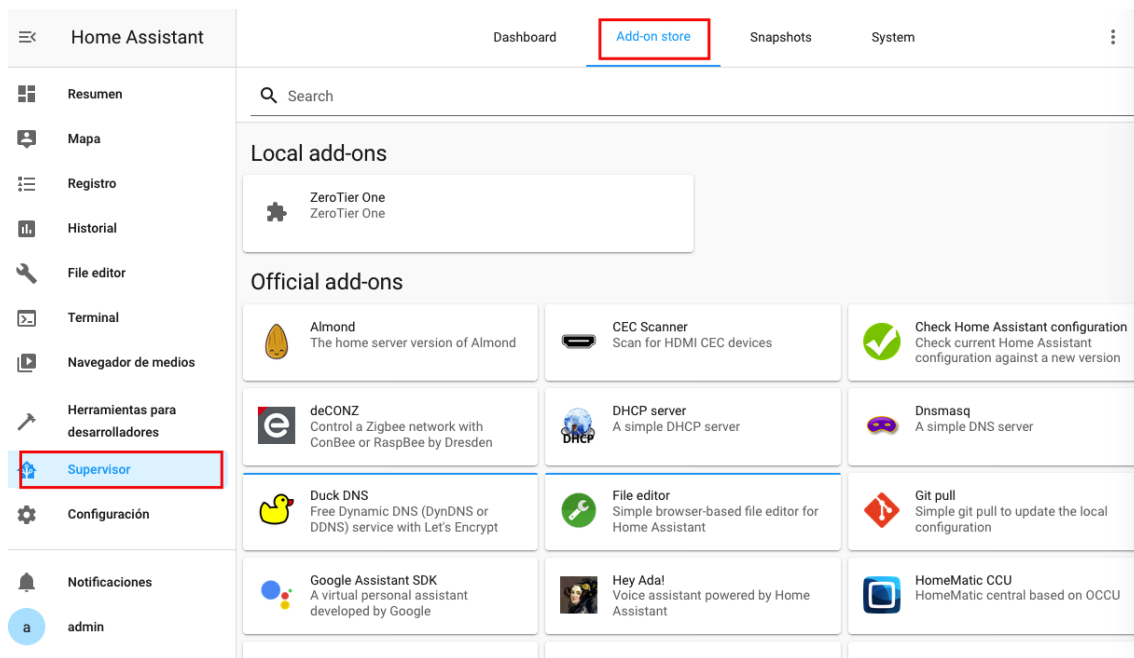 Home Assistant
Dashboard
Add-on store
Snapshots
System
Resumen
Mapa
Registro
Historial
File editor
Terminal
Navegador de medios
Herramientas para
desarrolladores
Supervisor
Configuración
Notificaciones
a
admin
Search
Local add-ons
ZeroTier One
ZeroTier One
Official add-ons
Almond
The home server version of Almond
CEC Scanner
Scan for HDMI CEC devices
Check Home Assistant configuration
Check current Home Assistant
configuration against a new version
deCONZ
Control a Zigbee network with
ConBee or RaspBee by Dresden
DHCP
DHCP server
A simple DHCP server
Dnsmasq
A simple DNS server
Duck DNS
Free Dynamic DNS (DynDNS or
DDNS) service with Let's Encrypt
File editor
Simple browser-based file editor for
Home Assistant
Git pull
Simple git pull to update the local
configuration
Google Assistant SDK
A virtual personal assistant
developed by Google
Hey Ada!
Voice assistant powered by Home
Assistant
HomeMatic CCU
HomeMatic central based on OCCU